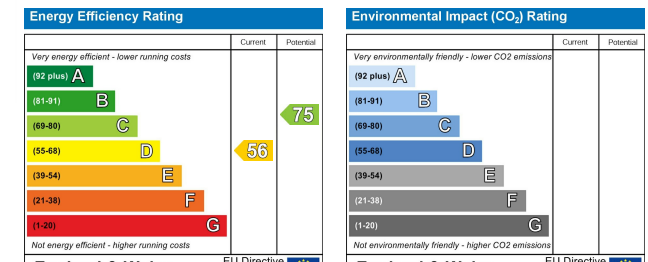 Energy Efficiency Rating
Current Potential
Very energy efficient - lower running costs
(92 plus) A
(81-91) B
(69-80) C
75
(55-68) D
56
(39-54) E
(21-38) F
(1-20) G
Not energy efficient - higher running costs
EU Directive
Environmental Impact (CO₂) Rating
Current Potential
Very environmentally friendly - lower CO2 emissions
(92 plus) A
(81-91) B
(69-80) C
(55-68) D
(39-54) E
(21-38) F
(1-20) G
Not environmentally friendly - higher CO2 emissions
EU Directive